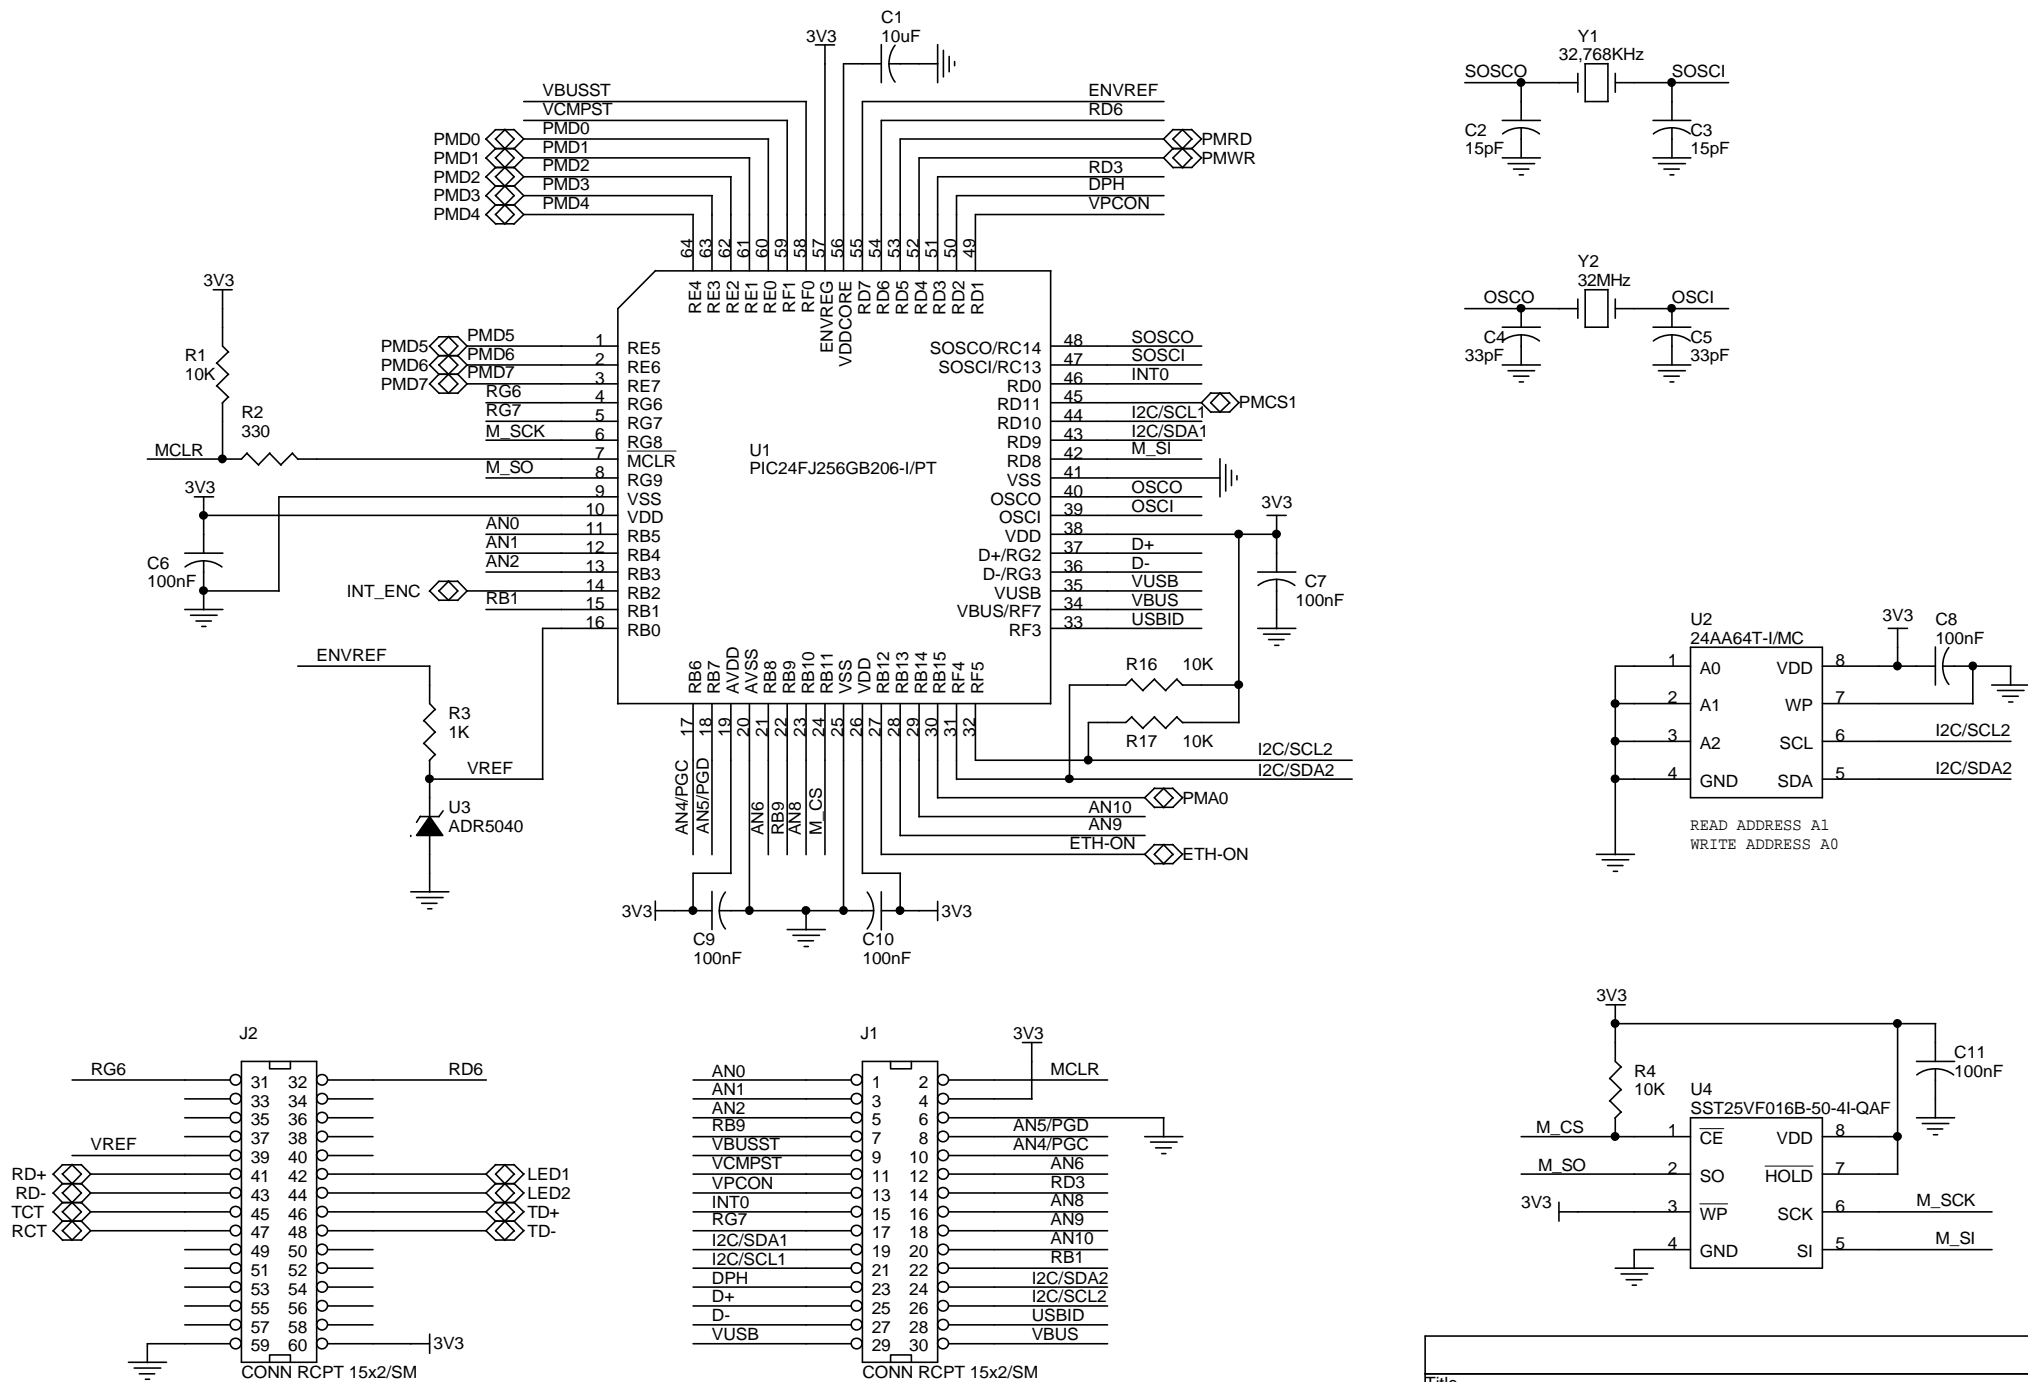 C1
10uF
3V3
Y1
32,768KHz
SOSCO
SOSCI
C2
15pF
C3
15pF
VBUSST
VCMPST
PMD0 PMD0
PMD1 PMD1
PMD2 PMD2
PMD3 PMD3
PMD4 PMD4
ENVREF
RD6
PMRD
PMWR
RD3
DPH
VPCON
64 63 62 61 60 59 58 57 56 55 54 53 52 51 50 49
RE4 RE3 RE2 RE1 RE0 RF1 RF0 ENVREG VDDCORE RD7 RD6 RD5 RD4 RD3 RD2 RD1
Y2
32MHz
OSCO
OSCI
C4
33pF
C5
33pF
3V3
R1
10K
R2
330
MCLR
PMD5 PMD5 1 RE5
PMD6 PMD6 2 RE6
PMD7 PMD7 3 RE7
RG6 4 RG6
RG7 5 RG7
M_SCK 6 RG8
7 MCLR
M_SO 8 RG9
3V3
9 VSS
10 VDD
AN0 11 RB5
AN1 12 RB4
AN2 13 RB3
INT_ENC 14 RB2
RB1 15 RB1
16 RB0
C6
100nF
U1
PIC24FJ256GB206-I/PT
SOSCO/RC14 48 SOSCO
SOSCI/RC13 47 SOSCI
RD0 46 INT0
RD11 45 PMCS1
RD10 44 I2C/SCL1
RD9 43 I2C/SDA1
RD8 42 M_SI
VSS 41
OSCO 40 OSCO
OSCI 39 OSCI
VDD 38
D+/RG2 37 D+
D-/RG3 36 D-
VUSB 35 VUSB
VBUS/RF7 34 VBUS
RF3 33 USBID
3V3
C7
100nF
ENVREF
R3
1K
VREF
U3
ADR5040
RB6 RB7 AVDD AVSS RB8 RB9 RB10 RB11 VSS VDD RB12 RB13 RB14 RB15 RF4 RF5
17 18 19 20 21 22 23 24 25 26 27 28 29 30 31 32
AN4/PGC AN5/PGD AN6 RB9 AN8 M_CS
R16 10K
R17 10K
I2C/SCL2
I2C/SDA2
PMA0
AN10
AN9
ETH-ON ETH-ON
3V3
3V3
C9
100nF
C10
100nF
U2
24AA64T-I/MC
3V3
C8
100nF
1 A0 VDD 8
2 A1 WP 7
3 A2 SCL 6 I2C/SCL2
4 GND SDA 5 I2C/SDA2
READ ADDRESS A1
WRITE ADDRESS A0
J2
RG6 31 32 RD6
33 34
35 36
37 38
VREF 39 40
RD+ 41 42 LED1
RD- 43 44 LED2
TCT 45 46 TD+
RCT 47 48 TD-
49 50
51 52
53 54
55 56
57 58
59 60 3V3
CONN RCPT 15x2/SM
J1
3V3
AN0 1 2 MCLR
AN1 3 4
AN2 5 6
RB9 7 8 AN5/PGD
VBUSST 9 10 AN4/PGC
VCMPST 11 12 AN6
VPCON 13 14 RD3
INT0 15 16 AN8
RG7 17 18 AN9
I2C/SDA1 19 20 AN10
I2C/SCL1 21 22 RB1
DPH 23 24 I2C/SDA2
D+ 25 26 I2C/SCL2
D- 27 28 USBID
VUSB 29 30 VBUS
CONN RCPT 15x2/SM
3V3
R4
10K
C11
100nF
U4
SST25VF016B-50-4I-QAF
M_CS 1 CE VDD 8
M_SO 2 SO HOLD 7
3V3 3 WP SCK 6 M_SCK
4 GND SI 5 M_SI
Title